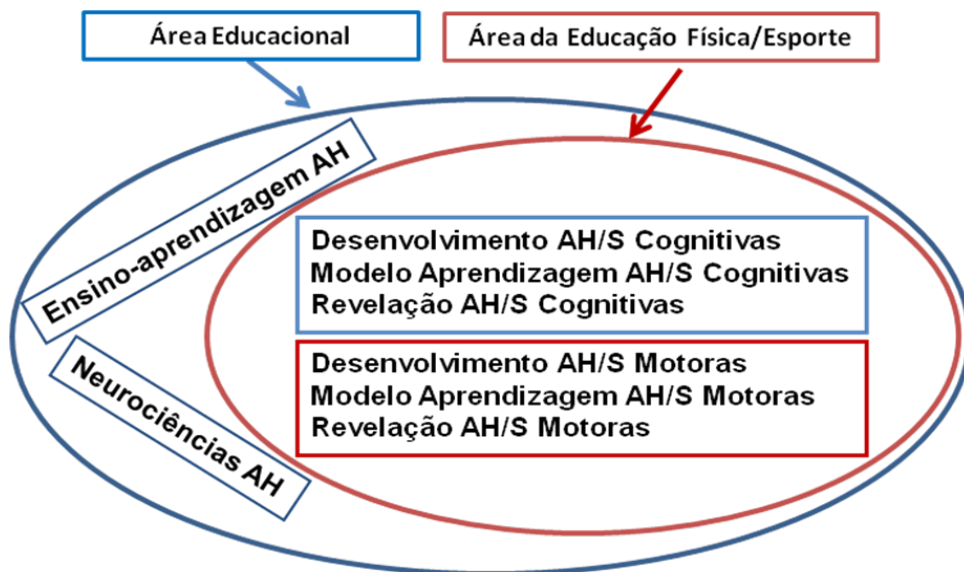 Área Educacional
Área da Educação Física/Esporte
Ensino-aprendizagem AH
Desenvolvimento AH/S Cognitivas
Modelo Aprendizagem AH/S Cognitivas
Revelação AH/S Cognitivas
Neurociências AH
Desenvolvimento AH/S Motoras
Modelo Aprendizagem AH/S Motoras
Revelação AH/S Motoras